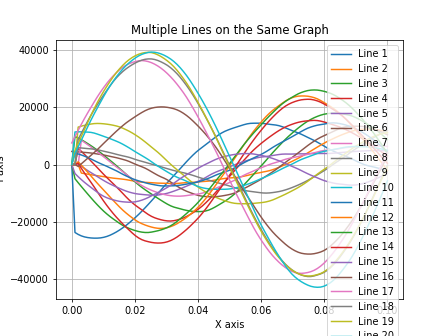 Multiple Lines on the Same Graph
40000
20000
0
−20000
−40000
0.00
0.02
0.04
0.06
0.08
X axis
Line 1
Line 2
Line 3
Line 4
Line 5
Line 7
Line 8
Line 9
Line 10
Line 11
Line 12
Line 13
Line 14
Line 15
Line 16
Line 17
Line 18
Line 19
Line 20